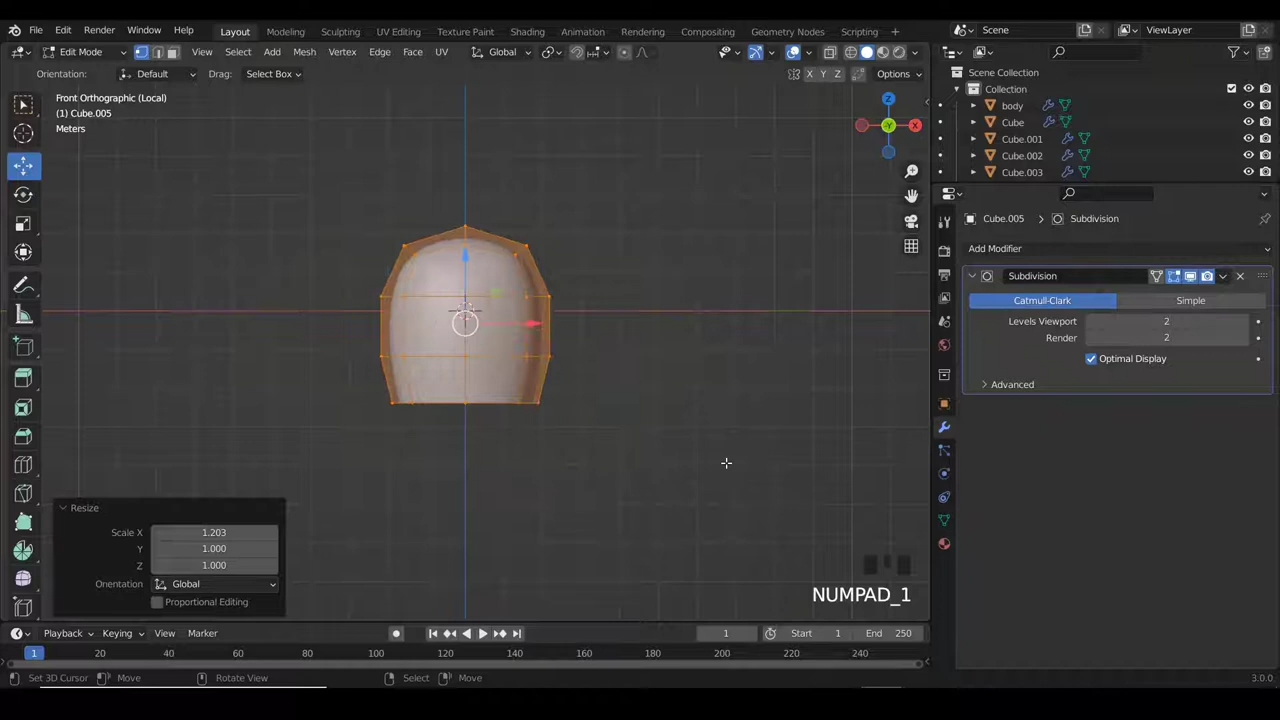 File Edit Render Window Help Layout Modeling Sculpting UV Editing Texture Paint Shading Animation Rendering Compositing Geometry Nodes Scripting Scene ViewLayer
Edit Mode View Select Add Mesh Vertex Edge Face UV Global
Orientation: Default Drag: Select Box X Y Z Options
Front Orthographic (Local)
(1) Cube.005
Meters
Z
-Y
X
Scene Collection
Collection
body
Cube
Cube.001
Cube.002
Cube.003
Cube.005 Subdivision
Add Modifier
Subdivision
Catmull-Clark Simple
Levels Viewport 2
Render 2
Optimal Display
Advanced
Resize
Scale X 1.203
Y 1.000
Z 1.000
Orientation Global
Proportional Editing
NUMPAD_1
Playback Keying View Marker 1 Start 1 End 250
1 20 40 60 80 100 120 140 160 180 200 220 240
Set 3D Cursor Move Rotate View Select Move 3.0.0